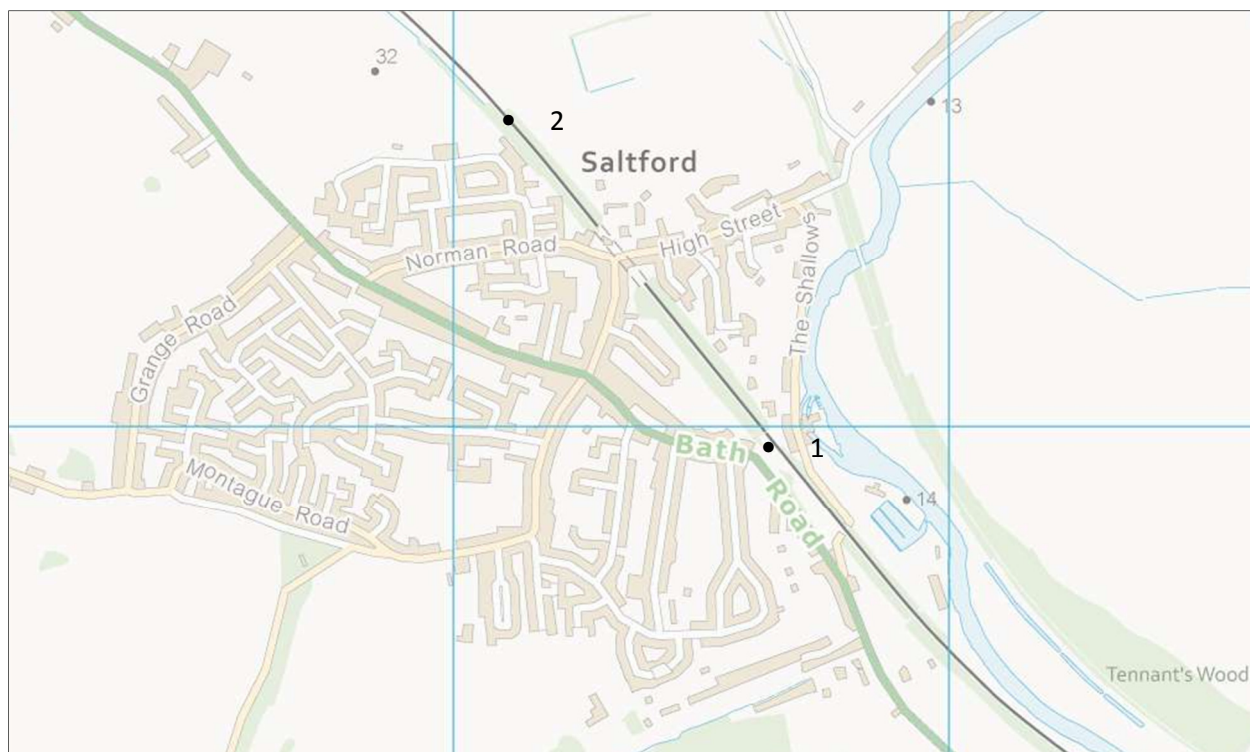 32
13
2
Saltford
High Street
Norman Road
The Shallows
Grange Road
Bath Road
1
Montague Road
14
Tennant's Wood